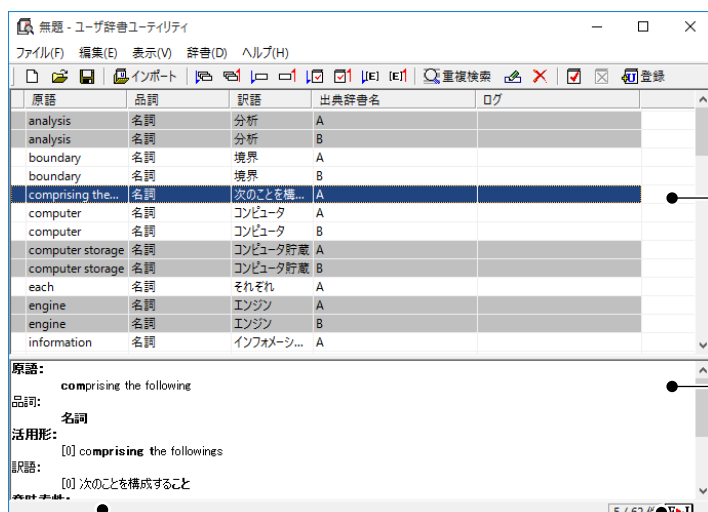 無題 - ユーザ辞書ユーティリティ
ファイル(F) 編集(E) 表示(V) 辞書(D) ヘルプ(H)
インポート 重複検索 登録
原語 品詞 訳語 出典辞書名 ログ
analysis 名詞 分析 A
analysis 名詞 分析 B
boundary 名詞 境界 A
boundary 名詞 境界 B
comprising the... 名詞 次のことを構... A
computer 名詞 コンピュータ A
computer 名詞 コンピュータ B
computer storage 名詞 コンピュータ貯蔵 A
computer storage 名詞 コンピュータ貯蔵 B
each 名詞 それぞれ A
engine 名詞 エンジン A
engine 名詞 エンジン B
information 名詞 インフォメーシ... A
原語:
comprising the following
品詞:
名詞
活用形:
[0] comprising the followings
訳語:
[0] 次のことを構成すること
5 / 62